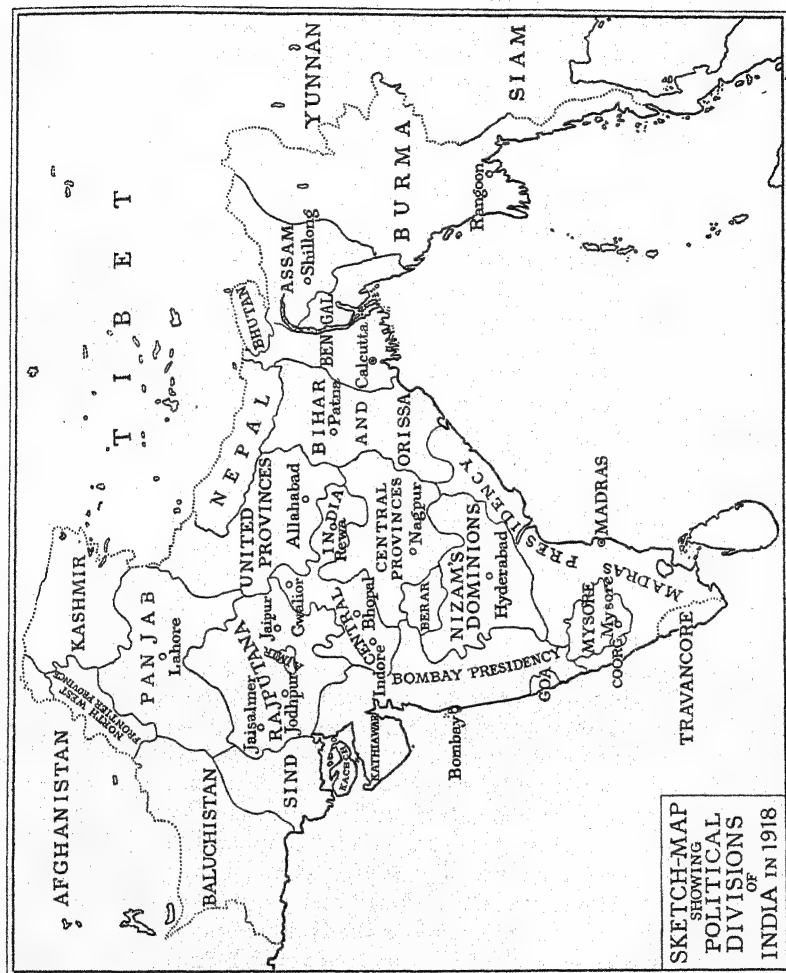 AFGHANISTAN
KASHMIR
NORTH WEST
FRONTIER PROVINCE
TIBET
PANJAB
Lahore
BALUCHISTAN
SIND
Jaisalmer
RAJPUTANA
Jodhpur
AJMIR
Jaipur
Gwalior
UNITED
PROVINCES
Allahabad
NEPAL
BHUTAN
ASSAM
Shillong
YUNNAN
BIHAR
Patna
AND
ORISSA
BENGAL
Calcutta
BURMA
Rangoon
SIAM
KACHCH
KATHIAWAR
CENTRAL
INDIA
Rewa
Indore
Bhopal
CENTRAL
PROVINCES
Nagpur
BERAR
NIZAM'S
DOMINIONS
Hyderabad
Bombay
BOMBAY PRESIDENCY
GOA
MADRAS PRESIDENCY
MADRAS
MYSORE
Mysore
COORG
TRAVANCORE
SKETCH-MAP
SHOWING
POLITICAL
DIVISIONS
OF
INDIA IN 1918